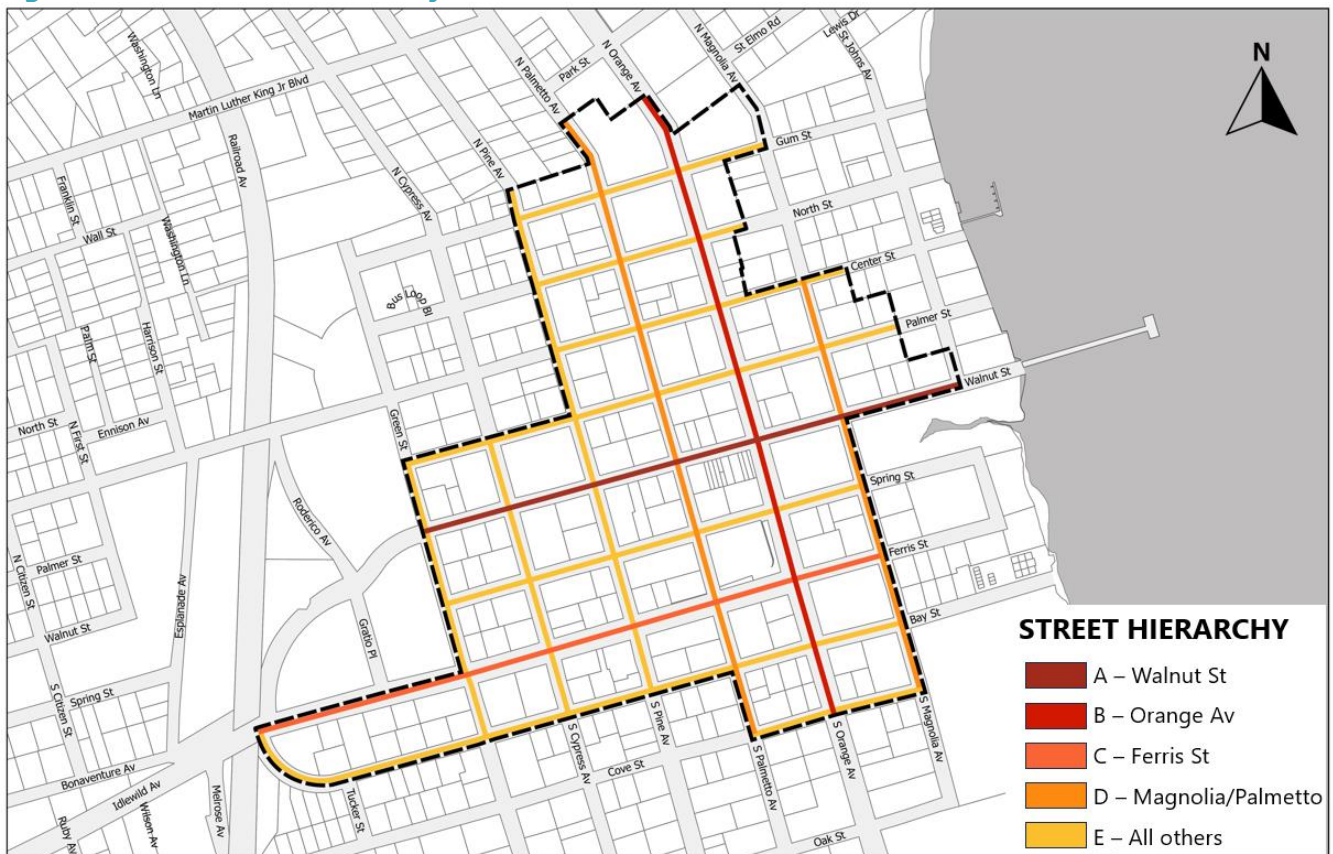 Washington Ln
Martin Luther King Jr Blvd
Railroad Av
N Palmetto Av
Park St
N Orange Av
N Magnolia Av
St Elmo Rd
Lewis Dr
St Johns Av
N
Gum St
N Pine Av
N Cypress Av
Franklin St
Wall St
Washington Ln
North St
Center St
Bus Loop Bl
Palm St
Harrison St
Palmer St
Walnut St
North St
N First St
Ennison Av
Green St
Roderico Av
Spring St
Ferris St
N Citizen St
Palmer St
Esplanade Av
Walnut St
Gratio Pl
Bay St
S Citizen St
Spring St
S Cypress Av
S Pine Av
S Palmetto Av
S Orange Av
S Magnolia Av
Cove St
Bonaventure Av
Idlewild Av
Ruby Av
Wilson Av
Melrose Av
Tucker St
Oak St
STREET HIERARCHY
A – Walnut St
B – Orange Av
C – Ferris St
D – Magnolia/Palmetto
E – All others